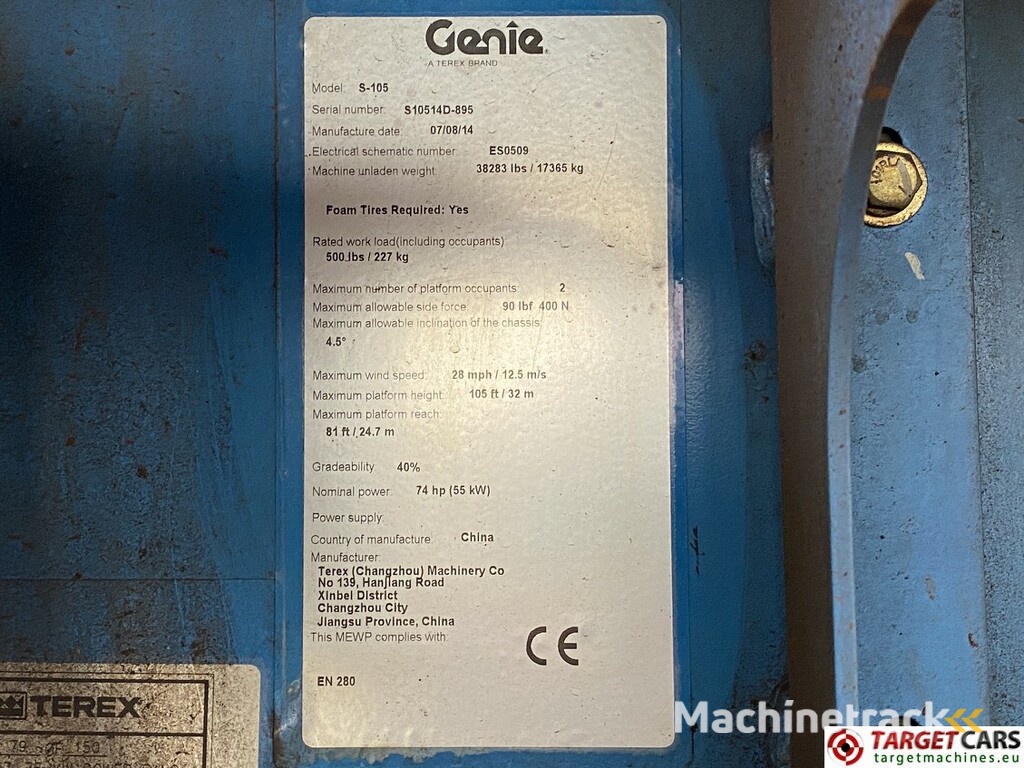 Genie
A TEREX BRAND
Model: S-105
Serial number: S10514D-895
Manufacture date: 07/08/14
Electrical schematic number: ES0509
Machine unladen weight: 38283 lbs / 17365 kg
Foam Tires Required: Yes
Rated work load(including occupants)
500 lbs / 227 kg
Maximum number of platform occupants: 2
Maximum allowable side force: 90 lbf 400 N
Maximum allowable inclination of the chassis:
4.5°
Maximum wind speed: 28 mph / 12.5 m/s
Maximum platform height: 105 ft / 32 m
Maximum platform reach:
81 ft / 24.7 m
Gradeability: 40%
Nominal power: 74 hp (55 kW)
Power supply:
Country of manufacture: China
Manufacturer:
Terex (Changzhou) Machinery Co
No 139, Hanjiang Road
Xinbei District
Changzhou City
Jiangsu Province, China
This MEWP complies with:
CE
EN 280
TEREX
Machinetrack
TARGETCARS
targetmachines.eu